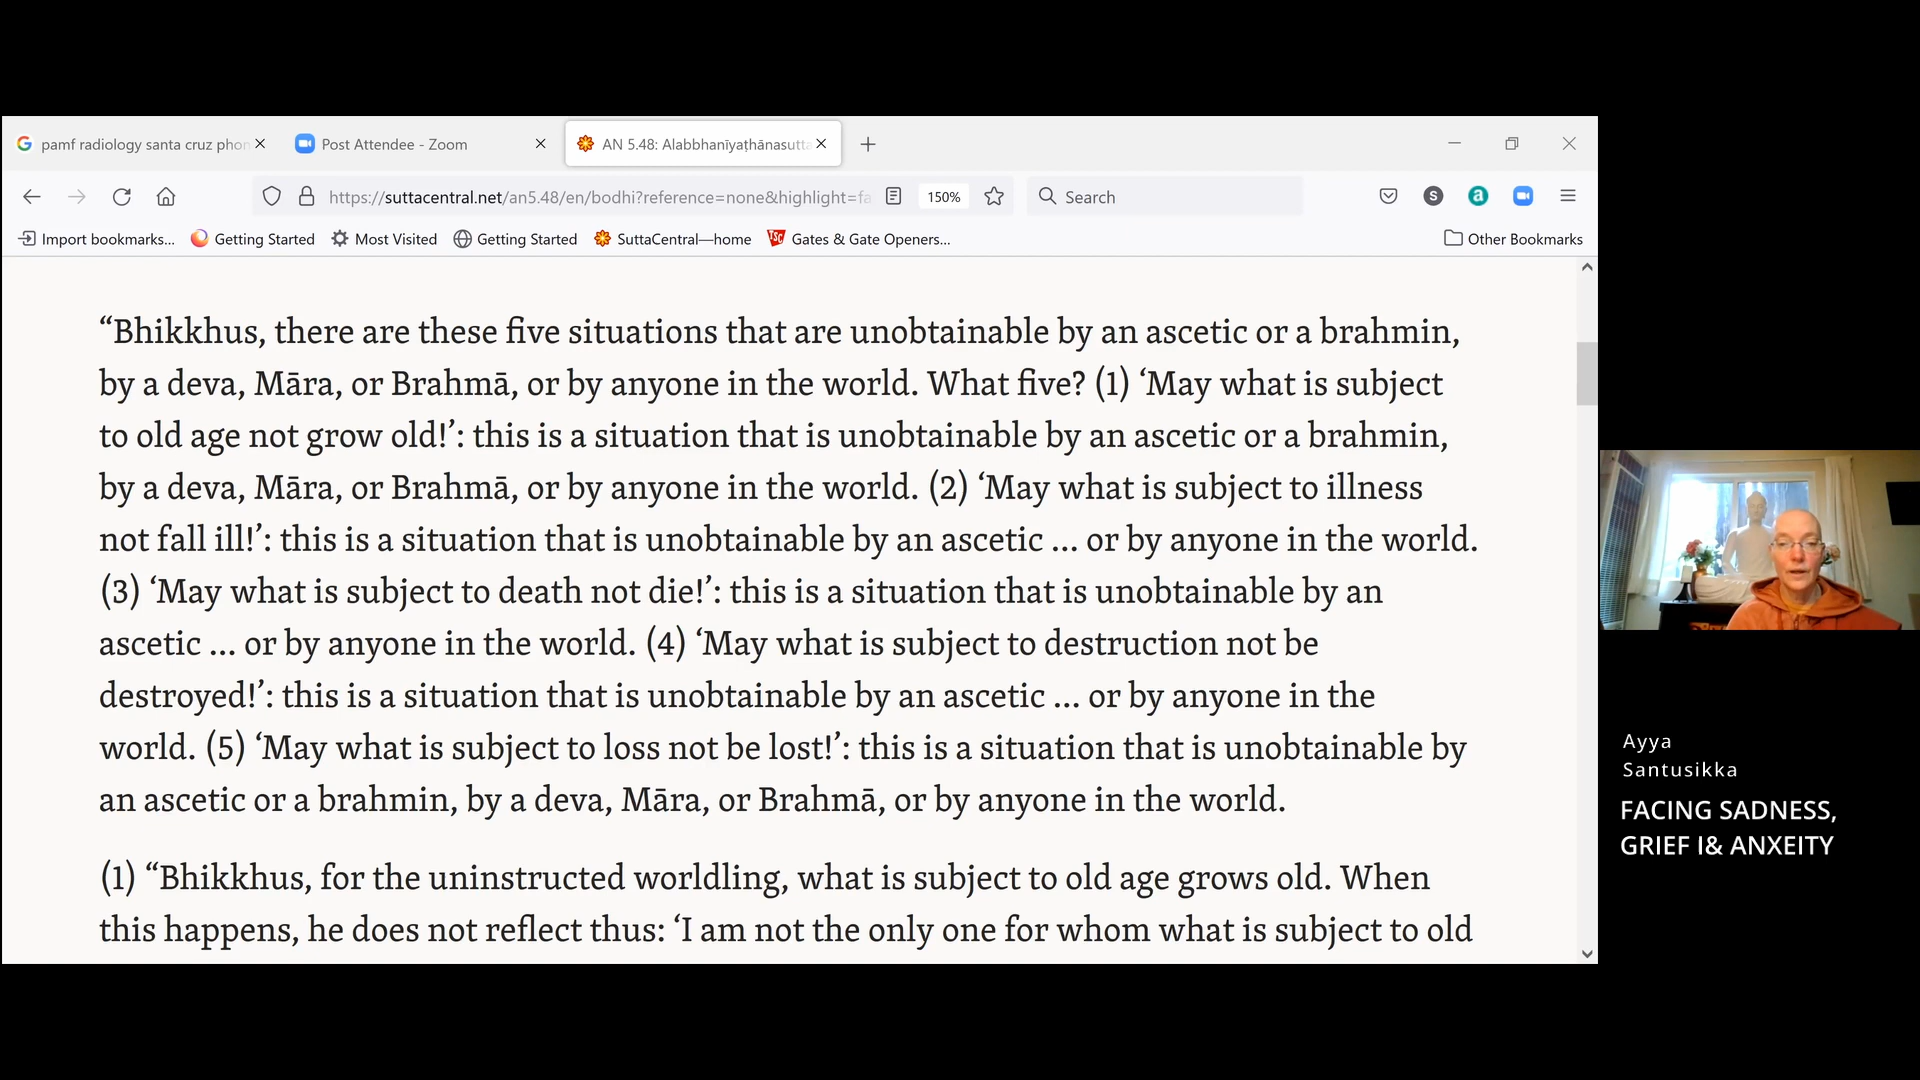 pamf radiology santa cruz phon
Post Attendee - Zoom
AN 5.48: Alabbhanīyaṭhānasutta
https://suttacentral.net/an5.48/en/bodhi?reference=none&highlight=fa
150%
Search
S
a
Import bookmarks...
Getting Started
Most Visited
Getting Started
SuttaCentral—home
TSG
Gates & Gate Openers...
Other Bookmarks
“Bhikkhus, there are these five situations that are unobtainable by an ascetic or a brahmin,
by a deva, Māra, or Brahmā, or by anyone in the world. What five? (1) ‘May what is subject
to old age not grow old!’: this is a situation that is unobtainable by an ascetic or a brahmin,
by a deva, Māra, or Brahmā, or by anyone in the world. (2) ‘May what is subject to illness
not fall ill!’: this is a situation that is unobtainable by an ascetic … or by anyone in the world.
(3) ‘May what is subject to death not die!’: this is a situation that is unobtainable by an
ascetic … or by anyone in the world. (4) ‘May what is subject to destruction not be
destroyed!’: this is a situation that is unobtainable by an ascetic … or by anyone in the
world. (5) ‘May what is subject to loss not be lost!’: this is a situation that is unobtainable by
an ascetic or a brahmin, by a deva, Māra, or Brahmā, or by anyone in the world.
(1) “Bhikkhus, for the uninstructed worldling, what is subject to old age grows old. When
this happens, he does not reflect thus: ‘I am not the only one for whom what is subject to old
Ayya
Santusikka
FACING SADNESS,
GRIEF I& ANXEITY